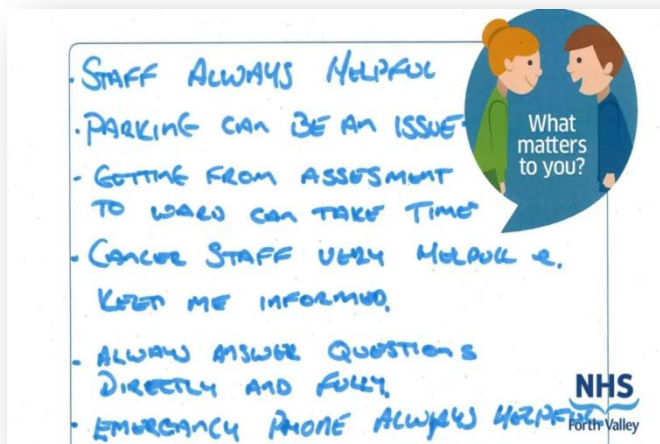 · STAFF ALWAYS HELPFUL
· PARKING CAN BE AN ISSUE
- GETTING FROM ASSESMENT
TO WARD CAN TAKE TIME
- CANCER STAFF VERY HELPFUL &
KEEP ME INFORMED.
- ALWAYS ANSWER QUESTIONS
DIRECTLY AND FULLY.
- EMERGANCY PHONE ALWAYS HELPFUL
What
matters
to you?
NHS
Forth Valley